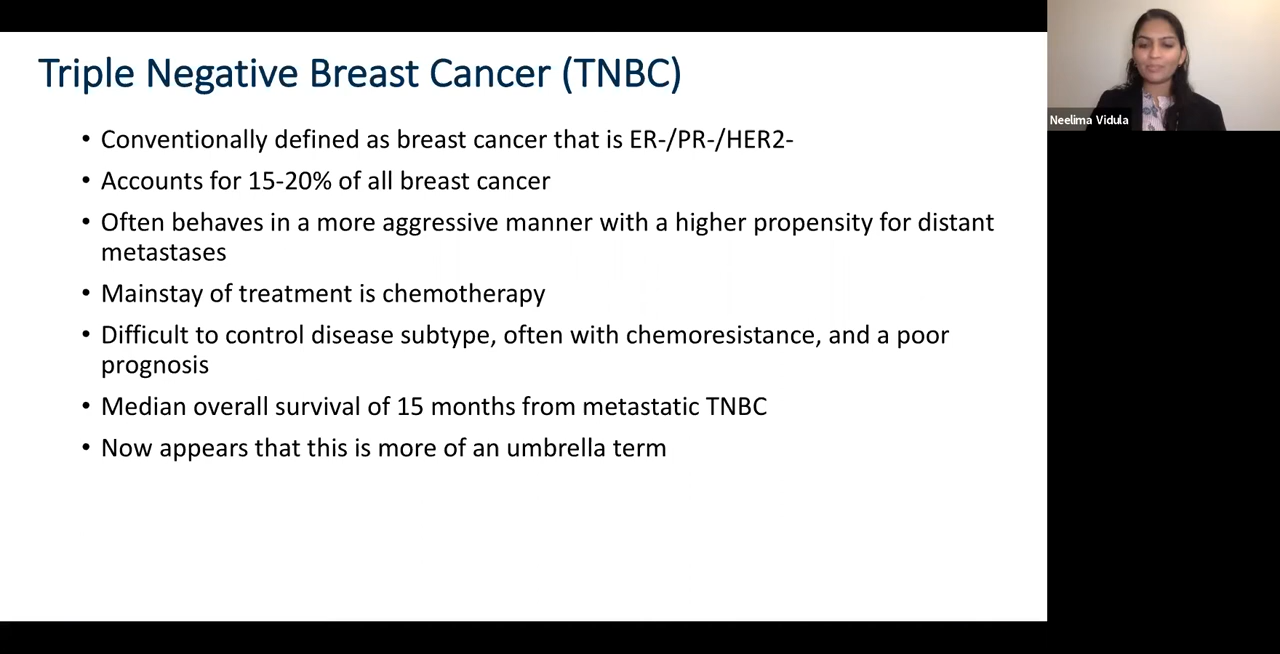 Triple Negative Breast Cancer (TNBC)
• Conventionally defined as breast cancer that is ER-/PR-/HER2-
• Accounts for 15-20% of all breast cancer
• Often behaves in a more aggressive manner with a higher propensity for distant
metastases
• Mainstay of treatment is chemotherapy
• Difficult to control disease subtype, often with chemoresistance, and a poor
prognosis
• Median overall survival of 15 months from metastatic TNBC
• Now appears that this is more of an umbrella term
Neelima Vidula